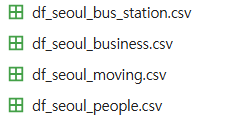 df_seoul_bus_station.csv
df_seoul_business.csv
df_seoul_moving.csv
df_seoul_people.csv